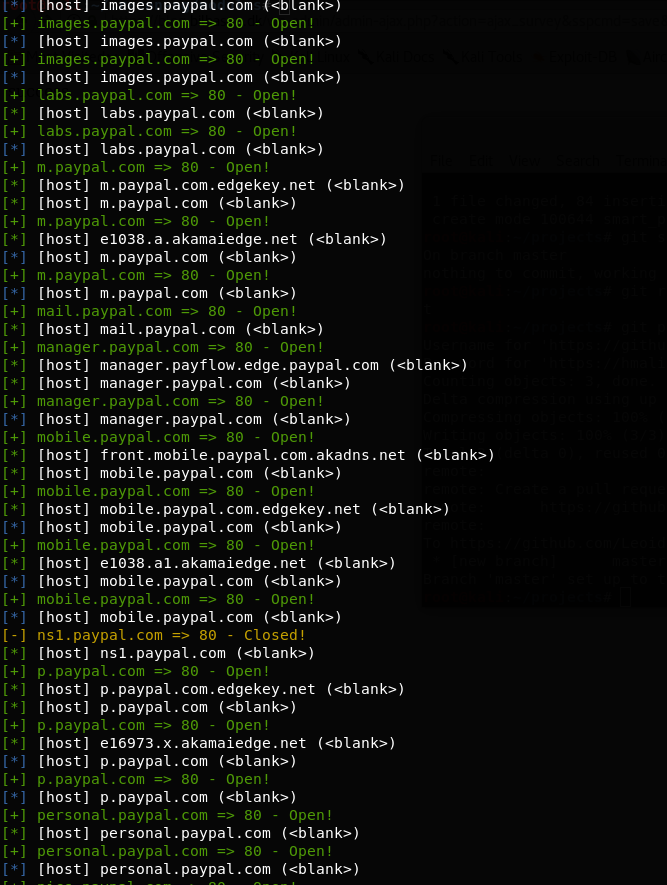 [*] [host] images.paypal.com (<blank>)
[+] images.paypal.com => 80 - Open!
[*] [host] images.paypal.com (<blank>)
[+] images.paypal.com => 80 - Open!
[*] [host] images.paypal.com (<blank>)
[+] labs.paypal.com => 80 - Open!
[*] [host] labs.paypal.com (<blank>)
[+] labs.paypal.com => 80 - Open!
[*] [host] labs.paypal.com (<blank>)
[+] m.paypal.com => 80 - Open!
[*] [host] m.paypal.com.edgekey.net (<blank>)
[*] [host] m.paypal.com (<blank>)
[+] m.paypal.com => 80 - Open!
[*] [host] e1038.a.akamaiedge.net (<blank>)
[*] [host] m.paypal.com (<blank>)
[+] m.paypal.com => 80 - Open!
[*] [host] m.paypal.com (<blank>)
[+] mail.paypal.com => 80 - Open!
[*] [host] mail.paypal.com (<blank>)
[+] manager.paypal.com => 80 - Open!
[*] [host] manager.payflow.edge.paypal.com (<blank>)
[*] [host] manager.paypal.com (<blank>)
[+] manager.paypal.com => 80 - Open!
[*] [host] manager.paypal.com (<blank>)
[+] mobile.paypal.com => 80 - Open!
[*] [host] front.mobile.paypal.com.akadns.net (<blank>)
[*] [host] mobile.paypal.com (<blank>)
[+] mobile.paypal.com => 80 - Open!
[*] [host] mobile.paypal.com.edgekey.net (<blank>)
[*] [host] mobile.paypal.com (<blank>)
[+] mobile.paypal.com => 80 - Open!
[*] [host] e1038.a1.akamaiedge.net (<blank>)
[*] [host] mobile.paypal.com (<blank>)
[+] mobile.paypal.com => 80 - Open!
[*] [host] mobile.paypal.com (<blank>)
[-] ns1.paypal.com => 80 - Closed!
[*] [host] ns1.paypal.com (<blank>)
[+] p.paypal.com => 80 - Open!
[*] [host] p.paypal.com.edgekey.net (<blank>)
[*] [host] p.paypal.com (<blank>)
[+] p.paypal.com => 80 - Open!
[*] [host] e16973.x.akamaiedge.net (<blank>)
[*] [host] p.paypal.com (<blank>)
[+] p.paypal.com => 80 - Open!
[*] [host] p.paypal.com (<blank>)
[+] personal.paypal.com => 80 - Open!
[*] [host] personal.paypal.com (<blank>)
[+] personal.paypal.com => 80 - Open!
[*] [host] personal.paypal.com (<blank>)